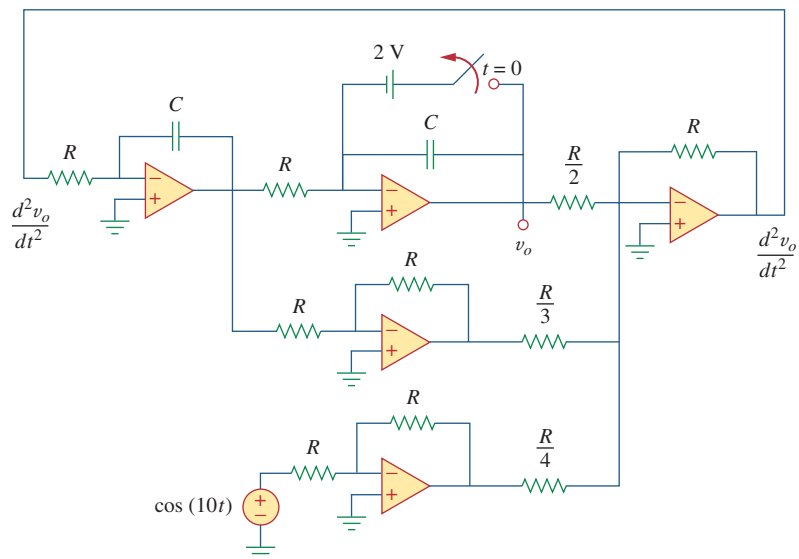 2 V
t = 0
C
C
R
R
R
R/2
− + − + − +
d²vₒ/dt²
vₒ
d²vₒ/dt²
R
R
R/3
− +
R
R
R/4
− +
cos (10t)
+ −